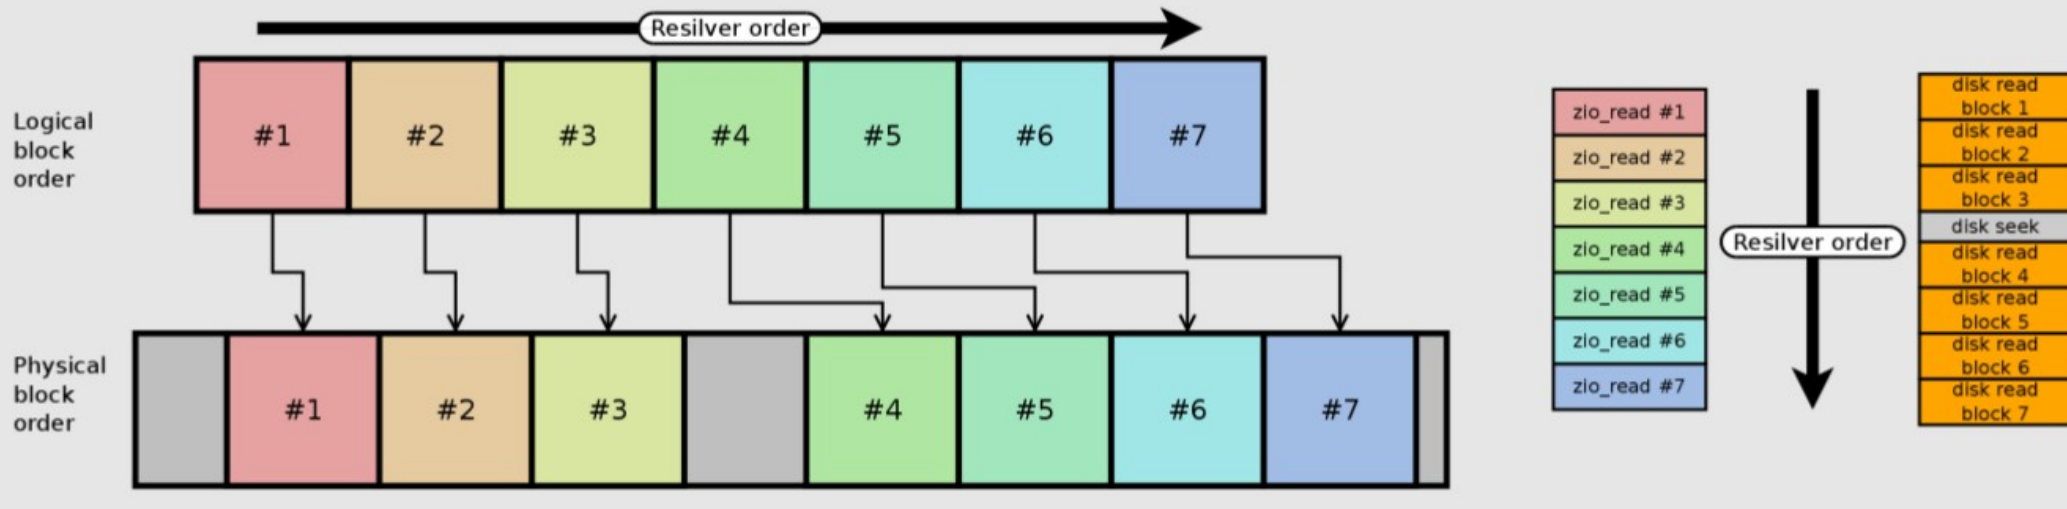 Resilver order
Logical
block
order
#1 #2 #3 #4 #5 #6 #7
Physical
block
order
#1 #2 #3 #4 #5 #6 #7
zio_read #1
zio_read #2
zio_read #3
zio_read #4
zio_read #5
zio_read #6
zio_read #7
Resilver order
disk read
block 1
disk read
block 2
disk read
block 3
disk seek
disk read
block 4
disk read
block 5
disk read
block 6
disk read
block 7